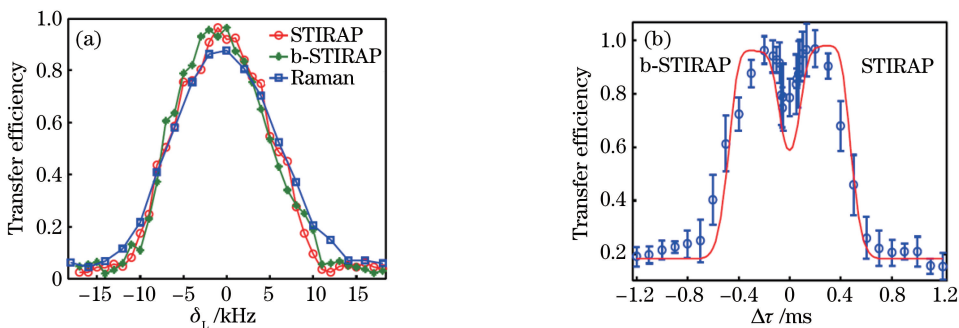 (a)
STIRAP
b-STIRAP
Raman
Transfer efficiency
1.0
0.8
0.6
0.4
0.2
0
−15 −10 −5 0 5 10 15
δL /kHz
(b)
b-STIRAP
STIRAP
Transfer efficiency
1.0
0.8
0.6
0.4
0.2
−1.2 −0.8 −0.4 0 0.4 0.8 1.2
Δτ /ms